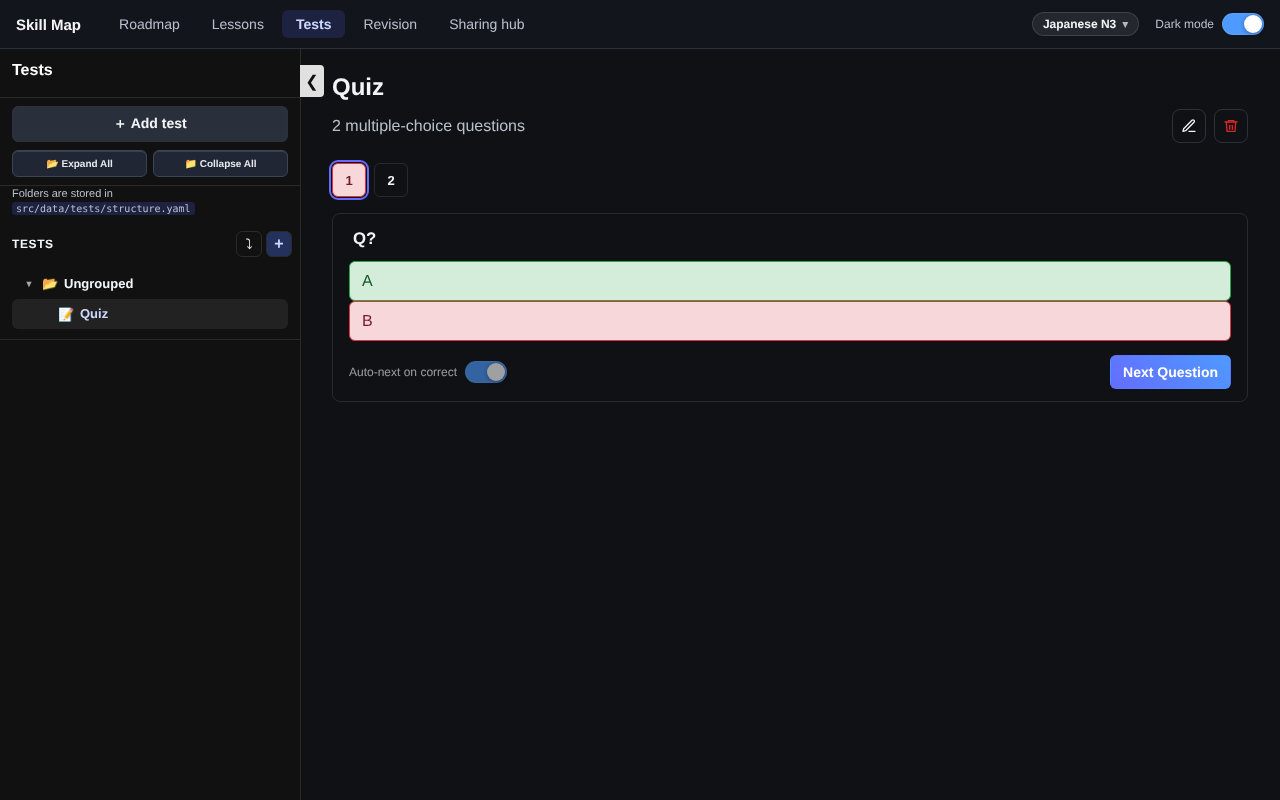 Skill Map
Roadmap
Lessons
Tests
Revision
Sharing hub
Japanese N3 ▾
Dark mode
Tests
+ Add test
📂 Expand All
📁 Collapse All
Folders are stored in
src/data/tests/structure.yaml
TESTS
⤵
+
▼ 📂 Ungrouped
📝 Quiz
❮
Quiz
2 multiple-choice questions
1
2
Q?
A
B
Auto-next on correct
Next Question